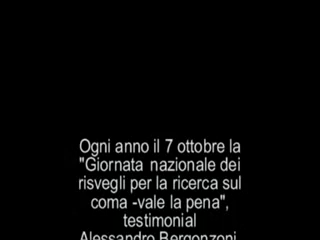 Ogni anno il 7 ottobre la
"Giornata nazionale dei
risvegli per la ricerca sul
coma -vale la pena",
testimonial
Alessandro Bergonzoni,